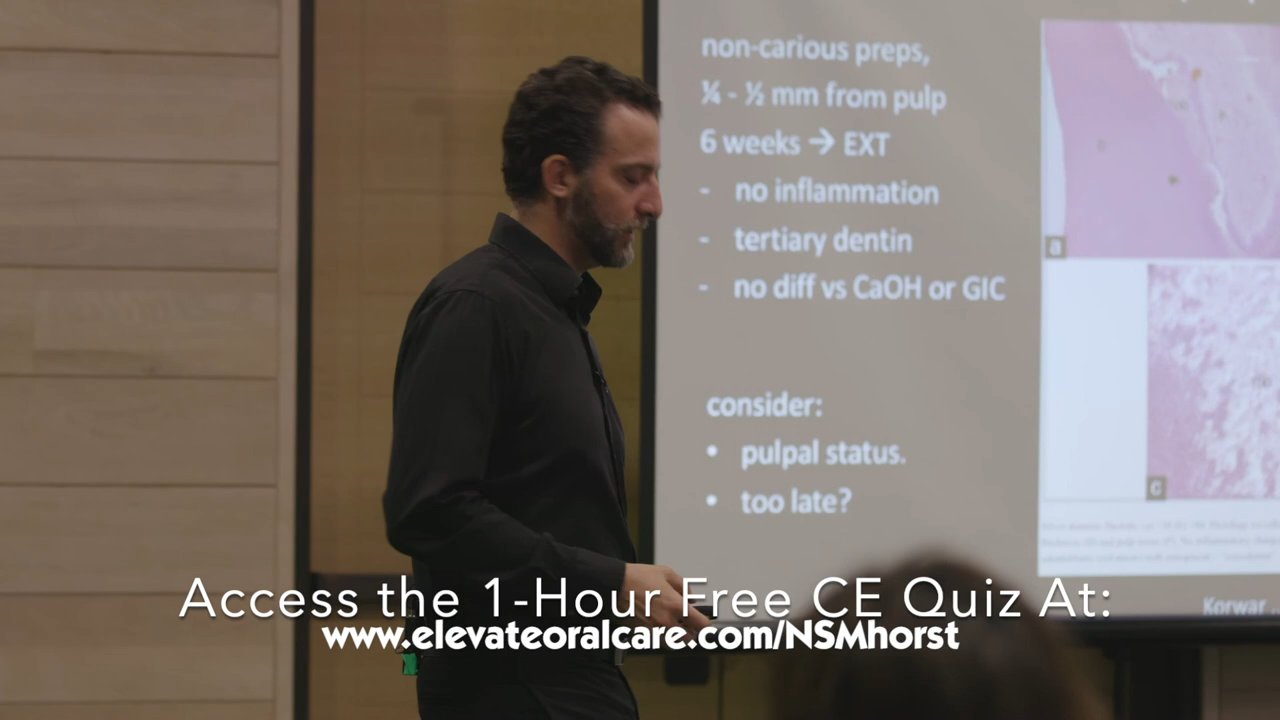 non-carious preps,
¼ - ½ mm from pulp
6 weeks → EXT
- no inflammation
- tertiary dentin
- no diff vs CaOH or GIC
consider:
• pulpal status.
• too late?
a
c
Korwar
Access the 1-Hour Free CE Quiz At:
www.elevateoralcare.com/NSMhorst